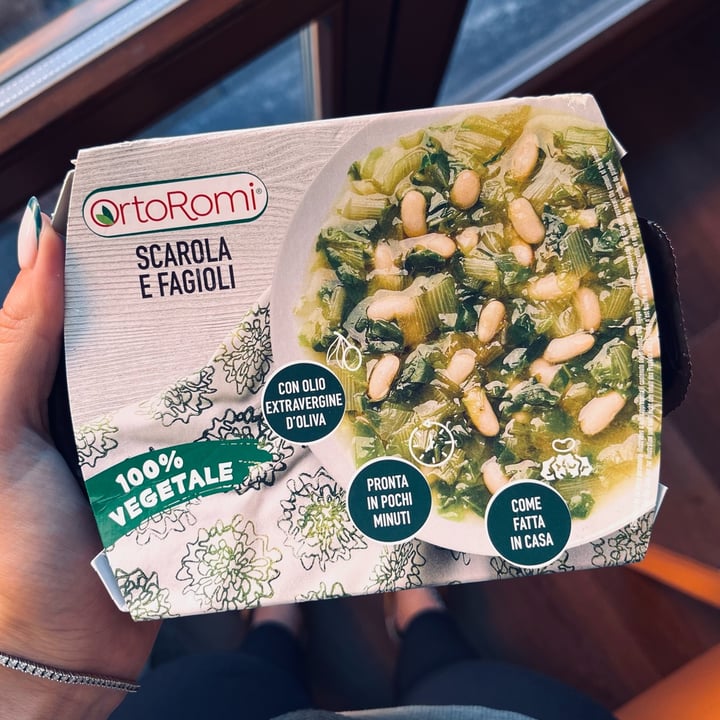 OrtoRomi®
SCAROLA
E FAGIOLI
CON OLIO
EXTRAVERGINE
D'OLIVA
100%
VEGETALE
PRONTA
IN POCHI
MINUTI
COME
FATTA
IN CASA